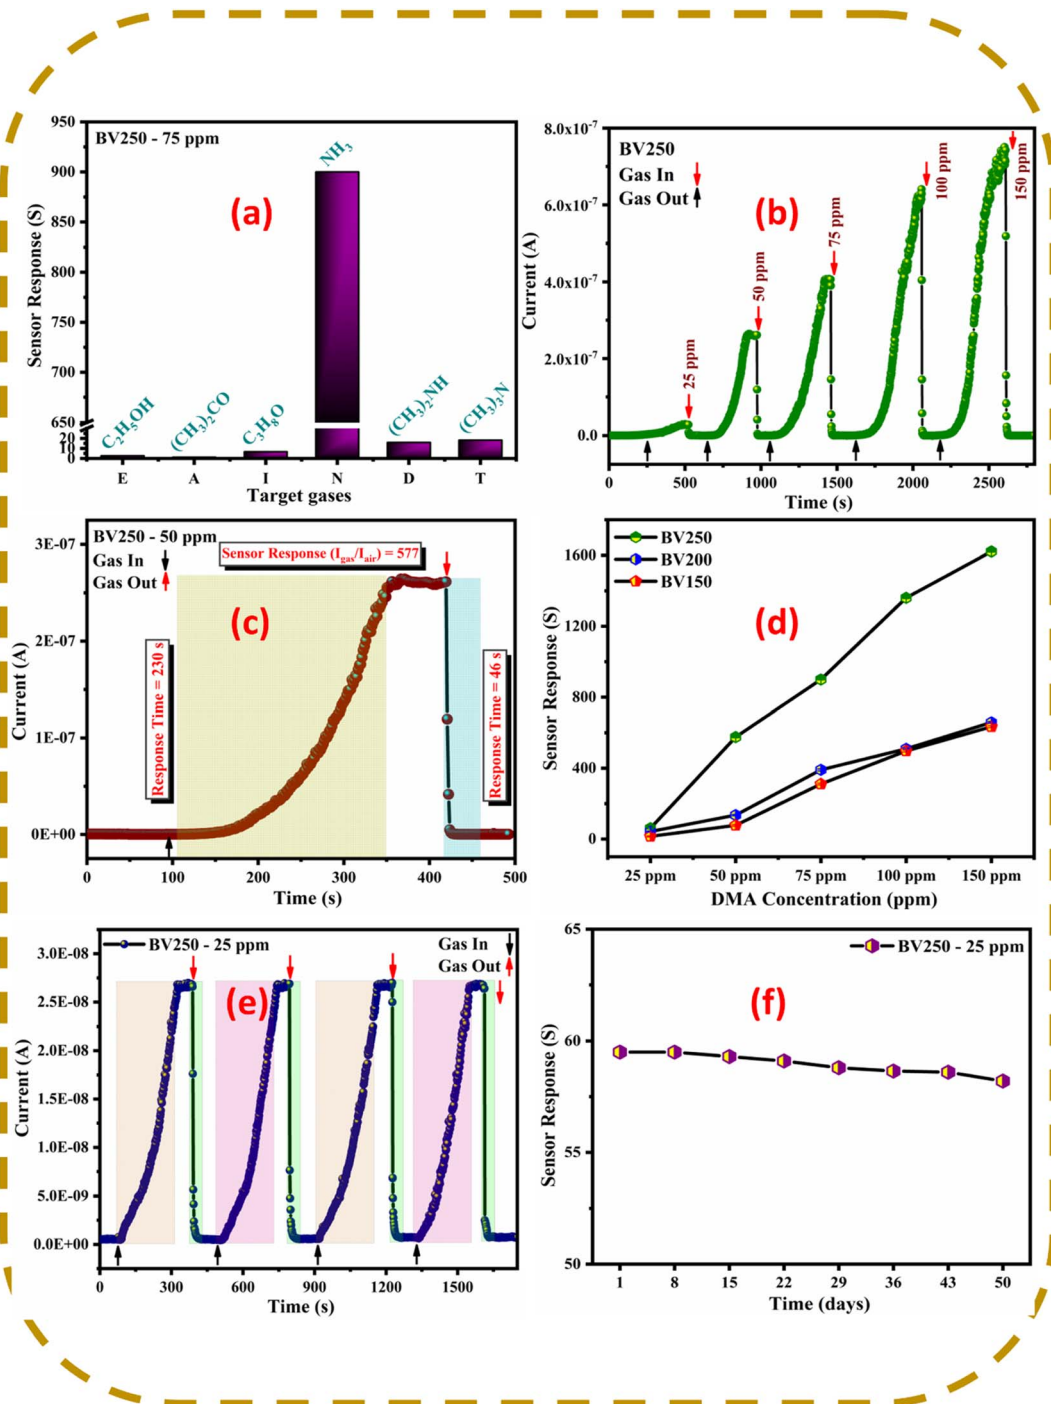 BV250 - 75 ppm
(a)
Sensor Response (S)
950
900
850
800
750
700
650
20
10
0
C₂H₅OH
(CH₃)₂CO
C₃H₈O
NH₃
(CH₃)₂NH
(CH₃)₃N
E A I N D T
Target gases
BV250
Gas In
Gas Out
(b)
Current (A)
8.0x10⁻⁷
6.0x10⁻⁷
4.0x10⁻⁷
2.0x10⁻⁷
0.0
25 ppm
50 ppm
75 ppm
100 ppm
150 ppm
0 500 1000 1500 2000 2500
Time (s)
BV250 - 50 ppm
Gas In
Gas Out
Sensor Response (I_gas/I_air) = 577
(c)
Response Time = 230 s
Response Time = 46 s
Current (A)
3E-07
2E-07
1E-07
0E+00
0 100 200 300 400 500
Time (s)
BV250
BV200
BV150
(d)
Sensor Response (S)
1600
1200
800
400
0
25 ppm 50 ppm 75 ppm 100 ppm 150 ppm
DMA Concentration (ppm)
BV250 - 25 ppm
Gas In
Gas Out
(e)
Current (A)
3.0E-08
2.5E-08
2.0E-08
1.5E-08
1.0E-08
5.0E-09
0.0E+00
0 300 600 900 1200 1500
Time (s)
BV250 - 25 ppm
(f)
Sensor Response (S)
65
60
55
50
1 8 15 22 29 36 43 50
Time (days)